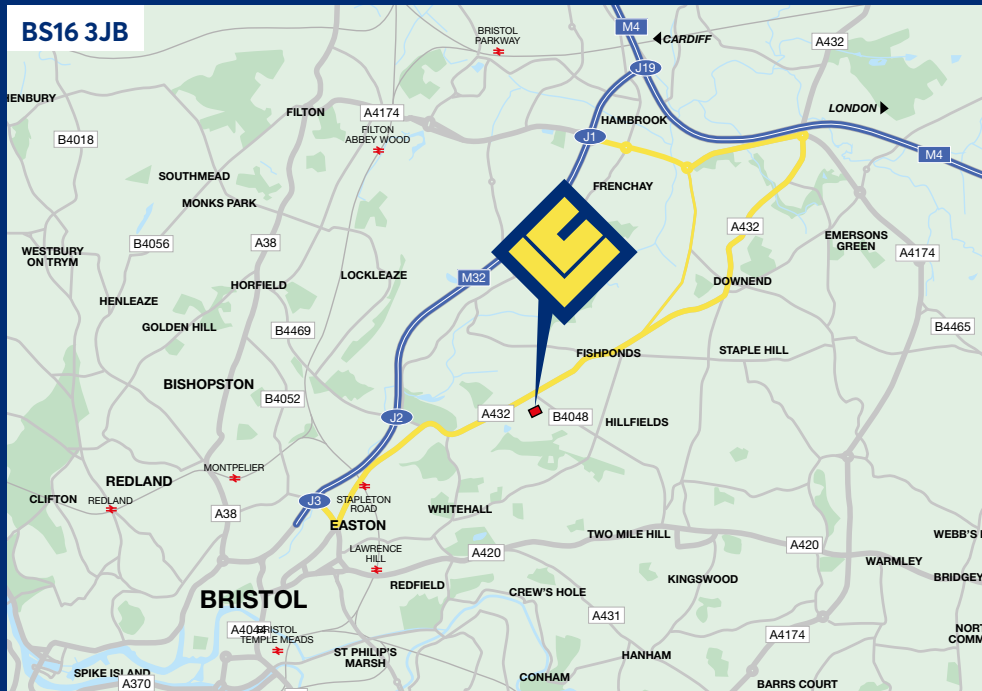 BS16 3JB
BRISTOL
PARKWAY
M4
CARDIFF
A432
J19
LONDON
FILTON
A4174
HAMBROOK
B4018
FILTON
ABBEY WOOD
J1
M4
SOUTHMEAD
FRENCHAY
MONKS PARK
A432
WESTBURY
ON TRYM
B4056
A38
EMERSONS
GREEN
A4174
LOCKLEAZE
M32
HORFIELD
DOWNEND
HENLEAZE
GOLDEN HILL
B4469
B4465
FISHPONDS
STAPLE HILL
BISHOPSTON
B4052
A432
B4048
J2
HILLFIELDS
MONTPELIER
REDLAND
CLIFTON
REDLAND
J3
STAPLETON
ROAD
WHITEHALL
A38
EASTON
TWO MILE HILL
A420
WEBB'S
LAWRENCE
HILL
A420
WARMLEY
REDFIELD
KINGSWOOD
CREW'S HOLE
BRISTOL
A431
A4044
BRISTOL
TEMPLE MEADS
A4174
ST PHILIP'S
MARSH
HANHAM
SPIKE ISLAND
A370
CONHAM
BARRS COURT